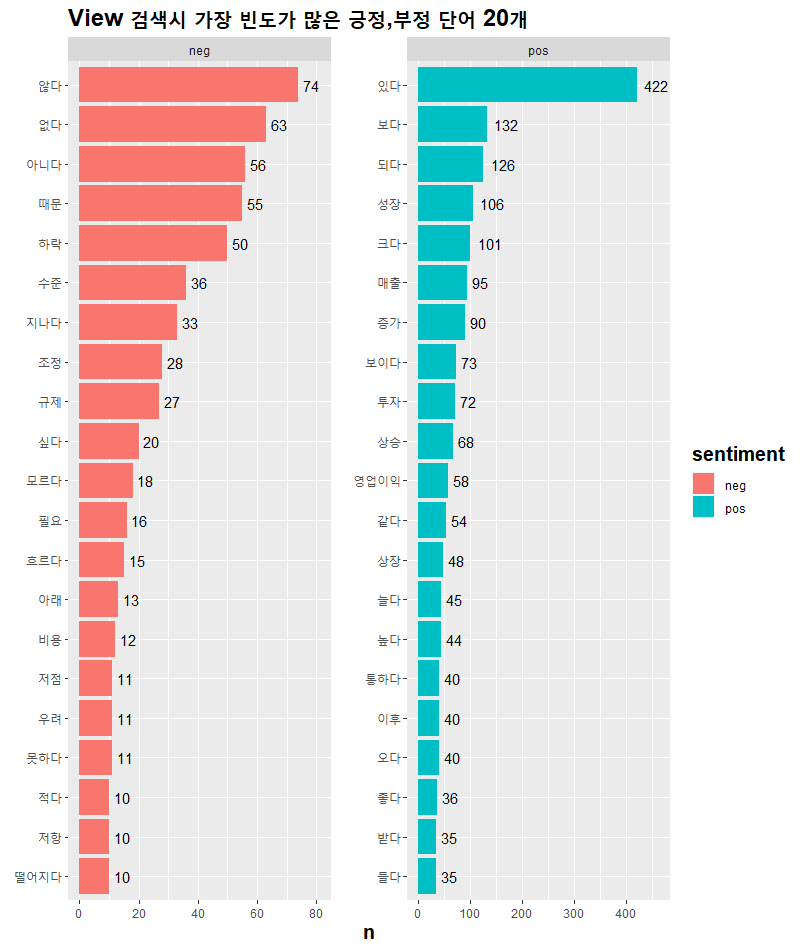 View 검색시 가장 빈도가 많은 긍정,부정 단어 20개
neg
않다 74
없다 63
아니다 56
때문 55
하락 50
수준 36
지나다 33
조정 28
규제 27
싶다 20
모르다 18
필요 16
흐르다 15
아래 13
비용 12
저점 11
우려 11
못하다 11
적다 10
저항 10
떨어지다 10
0 20 40 60 80
pos
있다 422
보다 132
되다 126
성장 106
크다 101
매출 95
증가 90
보이다 73
투자 72
상승 68
영업이익 58
같다 54
상장 48
늘다 45
높다 44
통하다 40
이후 40
오다 40
좋다 36
받다 35
들다 35
0 100 200 300 400
n
sentiment
neg
pos